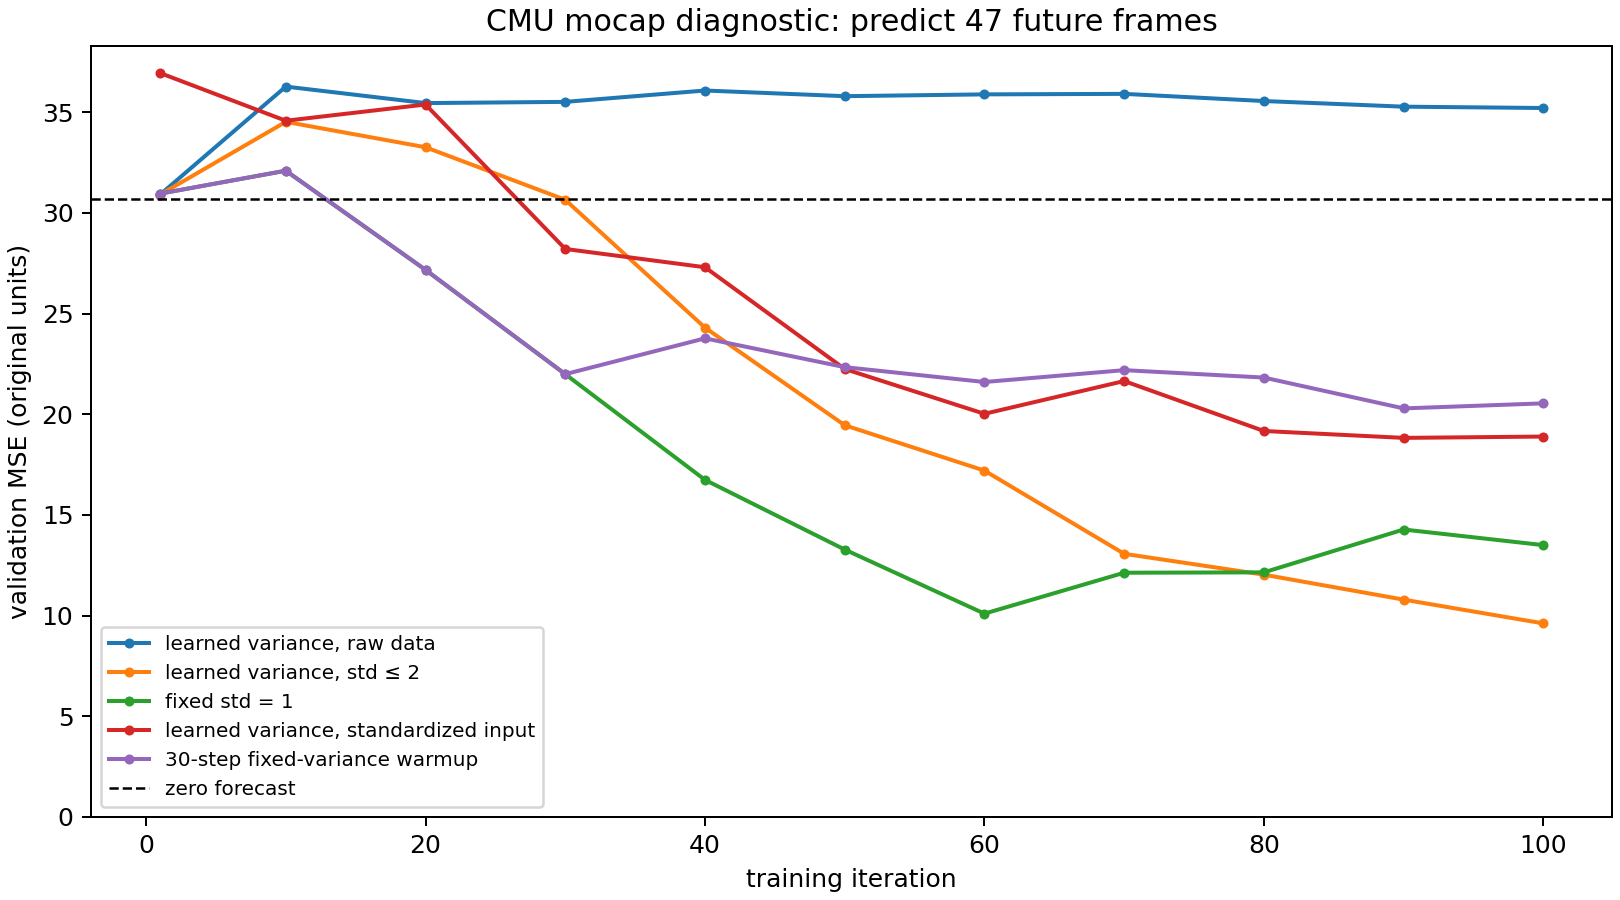 CMU mocap diagnostic: predict 47 future frames
validation MSE (original units)
35
30
25
20
15
10
5
0
learned variance, raw data
learned variance, std ≤ 2
fixed std = 1
learned variance, standardized input
30-step fixed-variance warmup
zero forecast
0 20 40 60 80 100
training iteration